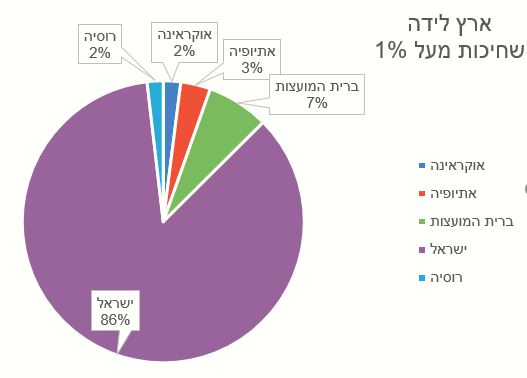 ארץ לידה
שחיכות מעל 1%
רוסיה
2%
אוקראינה
2%
אתיופיה
3%
ברית המועצות
7%
ישראל
86%
אוקראינה
אתיופיה
ברית המועצות
ישראל
רוסיה